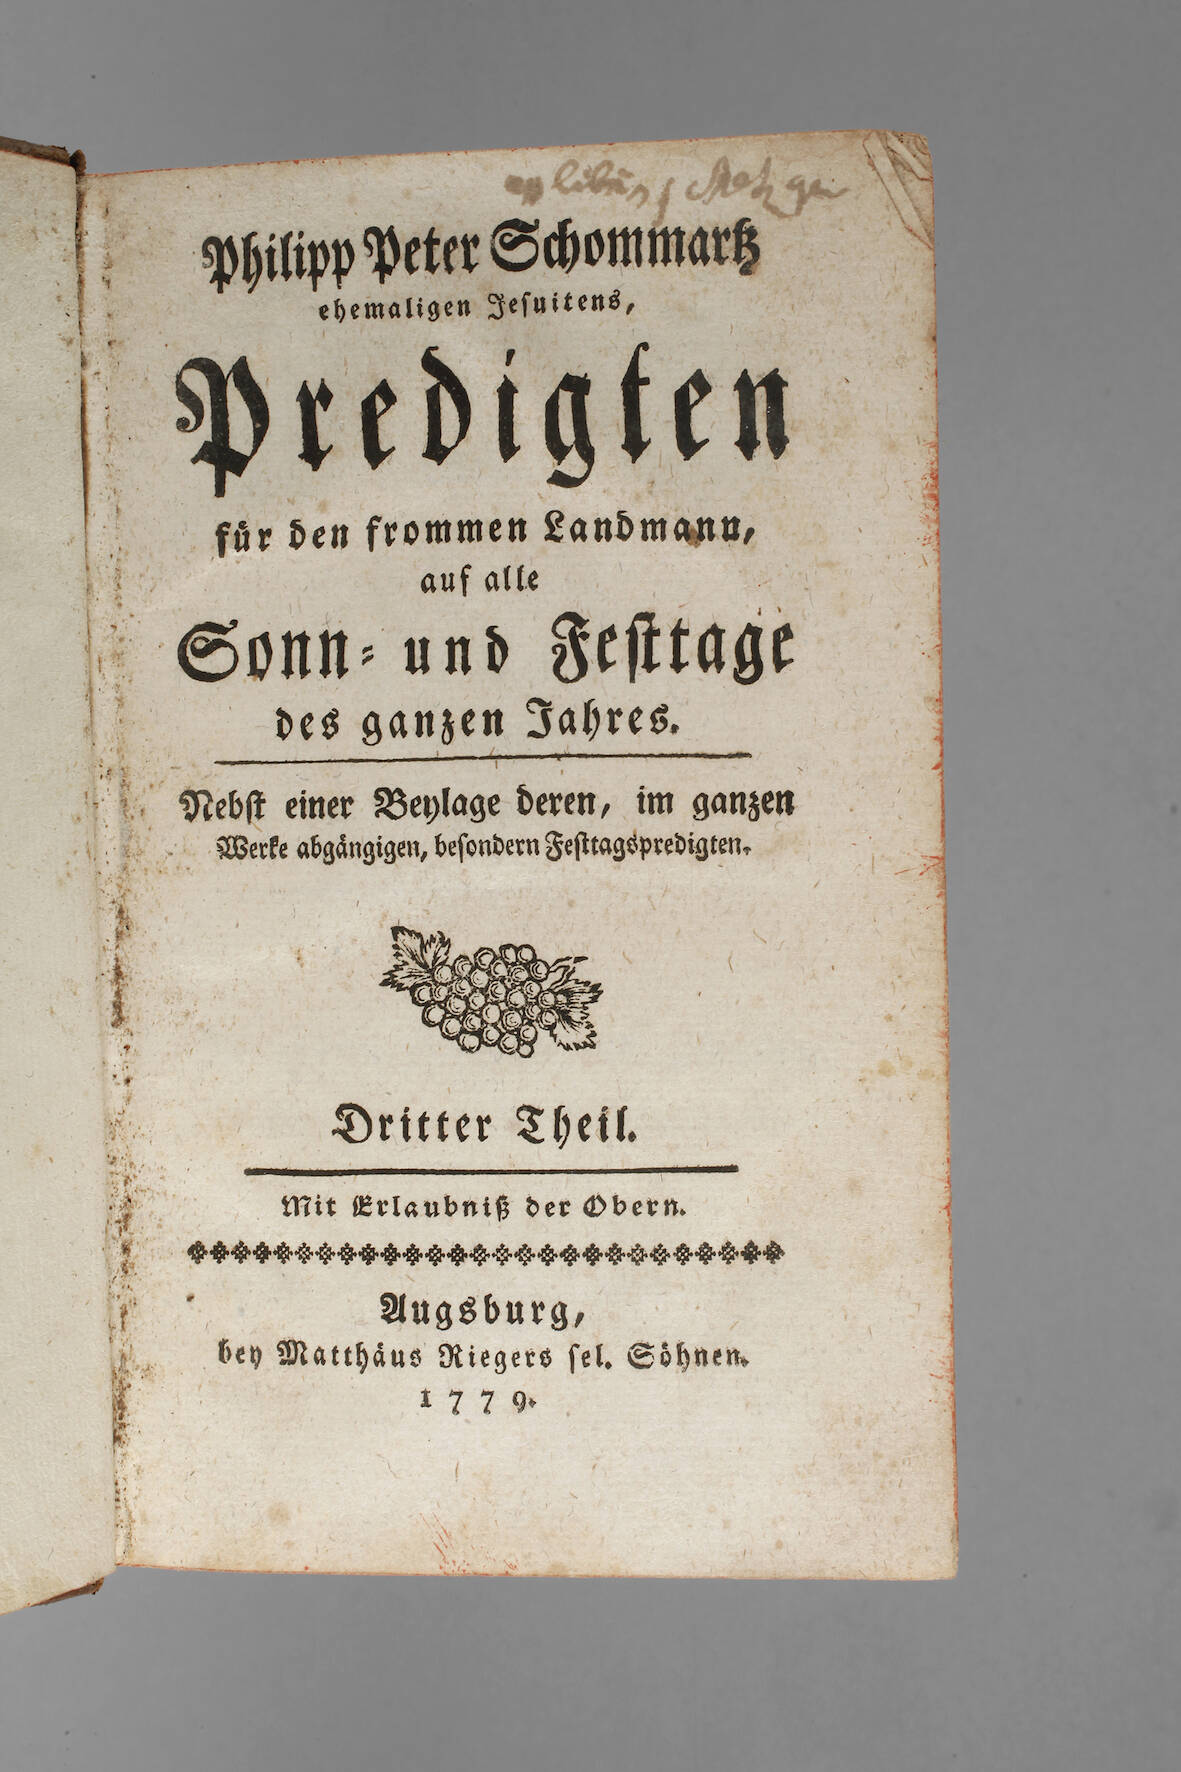 Philipp Peter Schommartz
ehemaligen Jesuitens,
Predigten
für den frommen Landmann,
auf alle
Sonn- und Festtage
des ganzen Jahres.
Nebst einer Beylage deren, im ganzen
Werke abgängigen, besondern Festtagspredigten.
Dritter Theil.
Mit Erlaubniß der Obern.
Augsburg,
bey Matthäus Riegers sel. Söhnen.
1779.